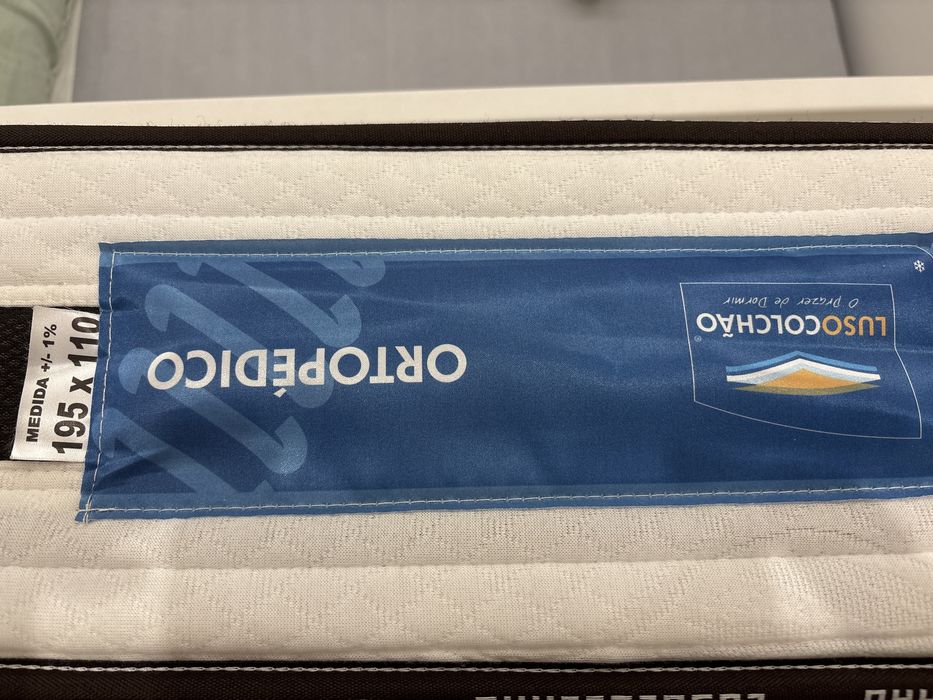 LUSOCOLCHÃO®
O Prazer de Dormir
ORTOPÉDICO
MEDIDA +/- 1%
195 x 110